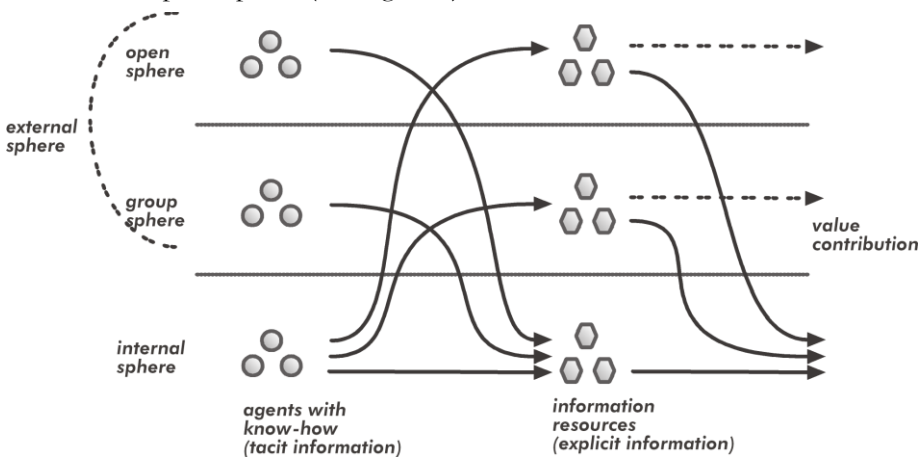 open
sphere
external
sphere
group
sphere
value
contribution
internal
sphere
agents with
know-how
(tacit information)
information
resources
(explicit information)